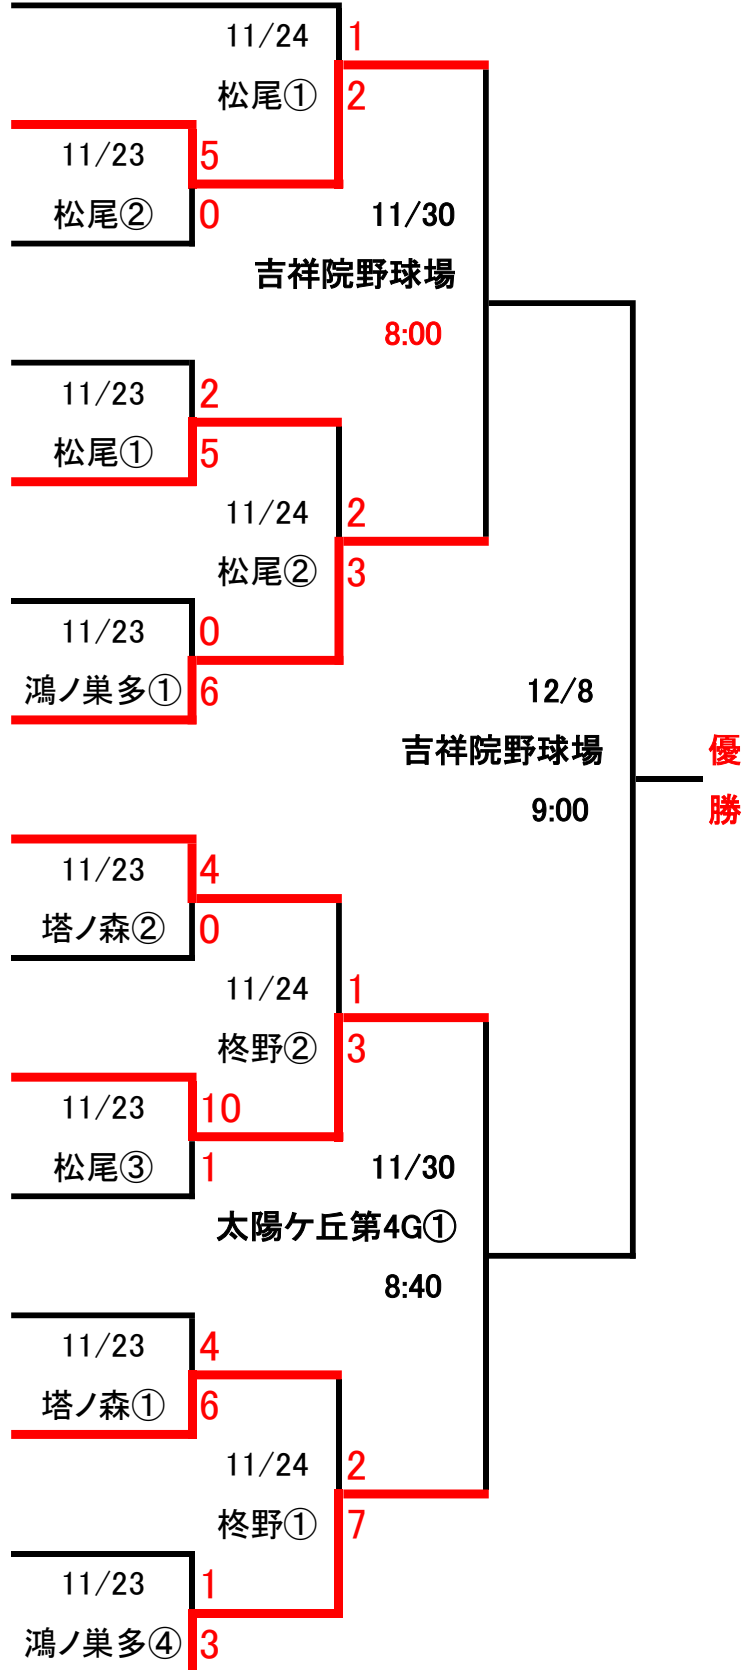 11/24
1
松尾①
2
11/23
5
松尾②
0
11/30
吉祥院野球場
8:00
11/23
2
松尾①
5
11/24
2
松尾②
3
11/23
0
鴻ノ巣多①
6
12/8
吉祥院野球場
9:00
優
勝
11/23
4
塔ノ森②
0
11/24
1
柊野②
3
11/23
10
松尾③
1
11/30
太陽ケ丘第4G①
8:40
11/23
4
塔ノ森①
6
11/24
2
柊野①
7
11/23
1
鴻ノ巣多④
3